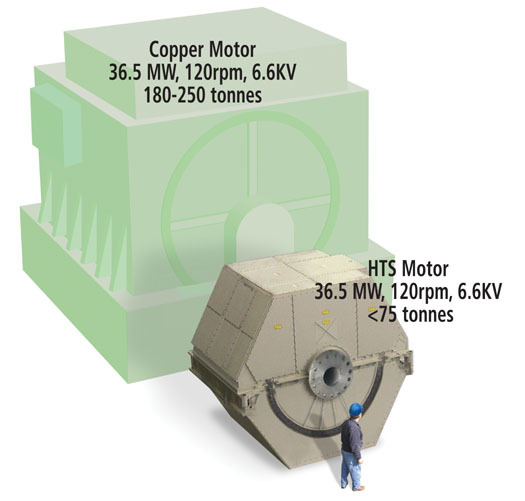 Copper Motor
36.5 MW, 120rpm, 6.6KV
180-250 tonnes
HTS Motor
36.5 MW, 120rpm, 6.6KV
<75 tonnes